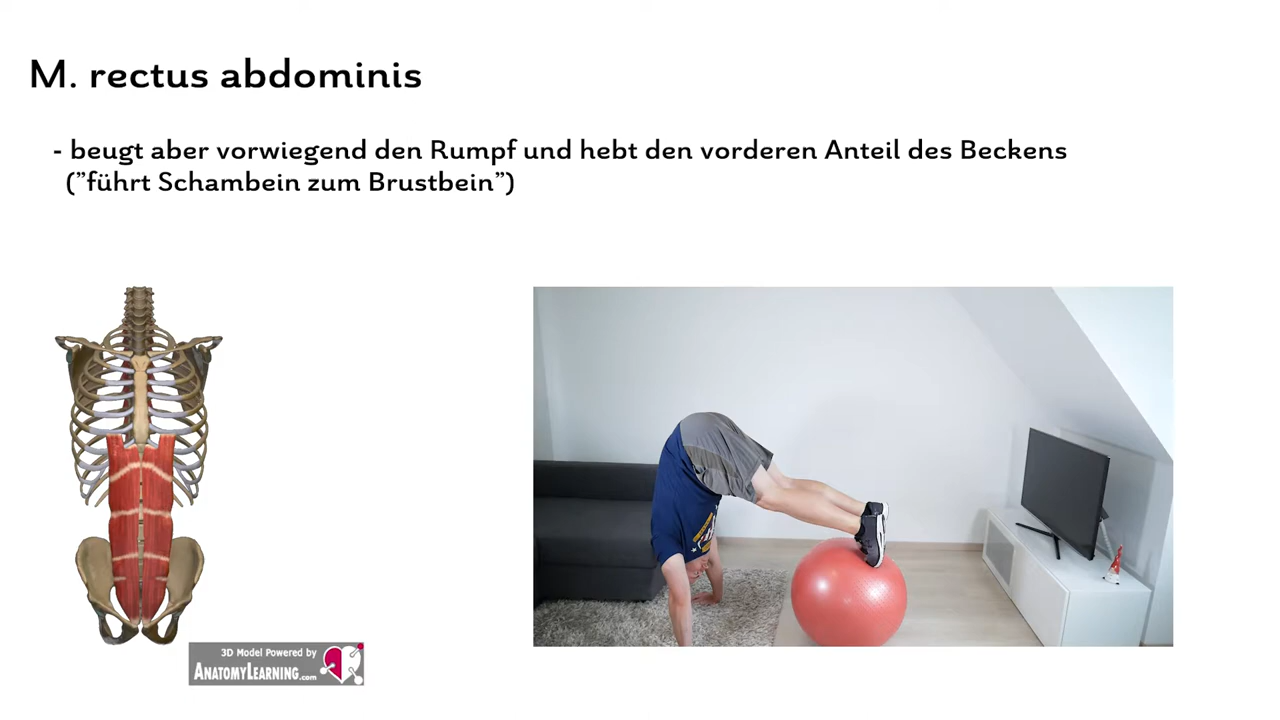 M. rectus abdominis
- beugt aber vorwiegend den Rumpf und hebt den vorderen Anteil des Beckens
(”führt Schambein zum Brustbein”)
3D Model Powered by
ANATOMYLEARNING.com